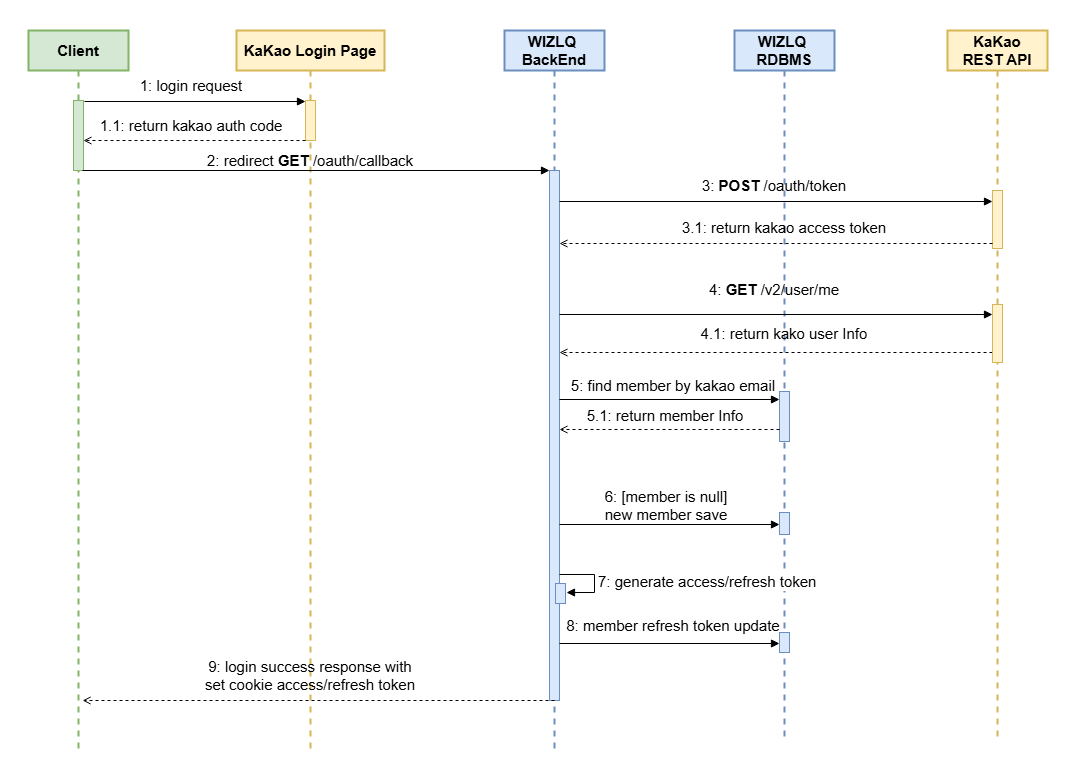 Client
KaKao Login Page
WIZLQ
BackEnd
WIZLQ
RDBMS
KaKao
REST API
1: login request
1.1: return kakao auth code
2: redirect GET /oauth/callback
3: POST /oauth/token
3.1: return kakao access token
4: GET /v2/user/me
4.1: return kako user Info
5: find member by kakao email
5.1: return member Info
6: [member is null]
new member save
7: generate access/refresh token
8: member refresh token update
9: login success response with
set cookie access/refresh token